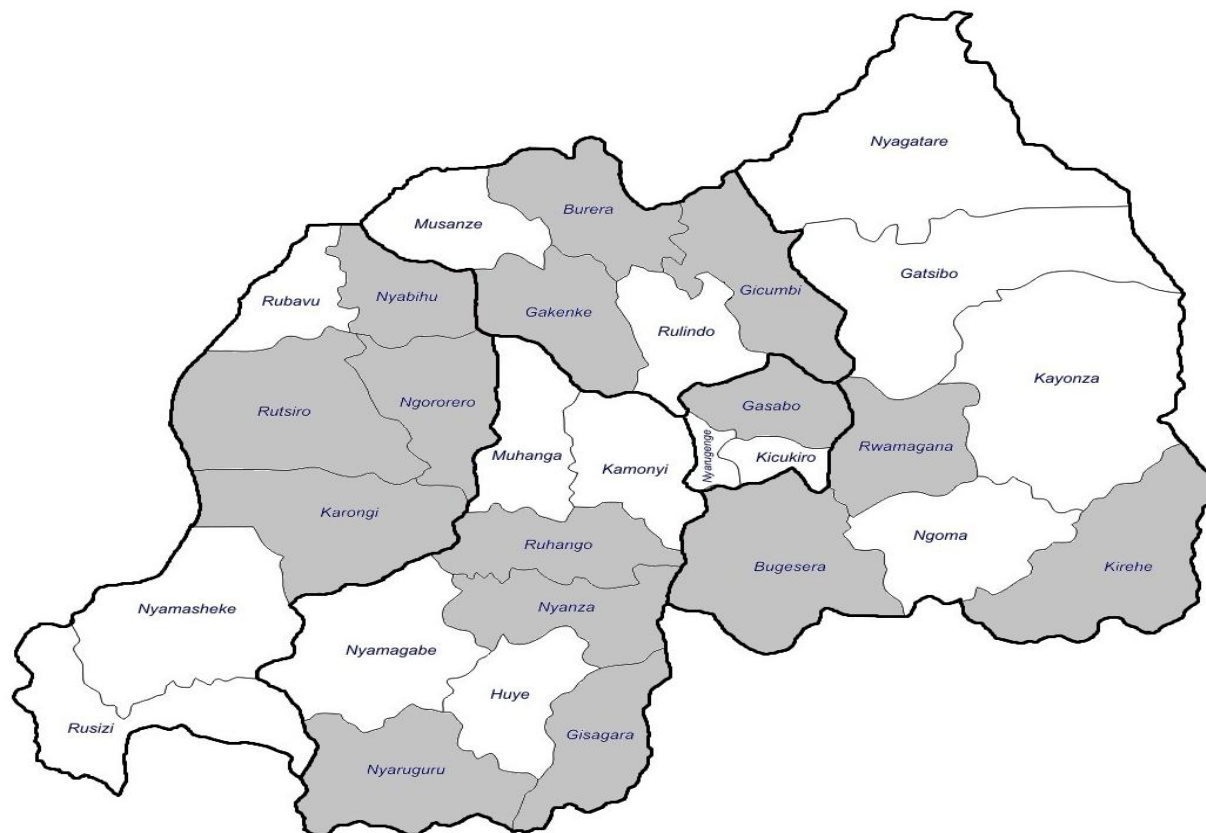 Nyagatare
Burera
Musanze
Gatsibo
Rubavu
Nyabihu
Gicumbi
Gakenke
Rulindo
Kayonza
Rutsiro
Ngororero
Gasabo
Rwamagana
Muhanga
Kamonyi
Nyarugenge
Kicukiro
Karongi
Ngoma
Ruhango
Bugesera
Kirehe
Nyamasheke
Nyanza
Nyamagabe
Huye
Rusizi
Gisagara
Nyaruguru